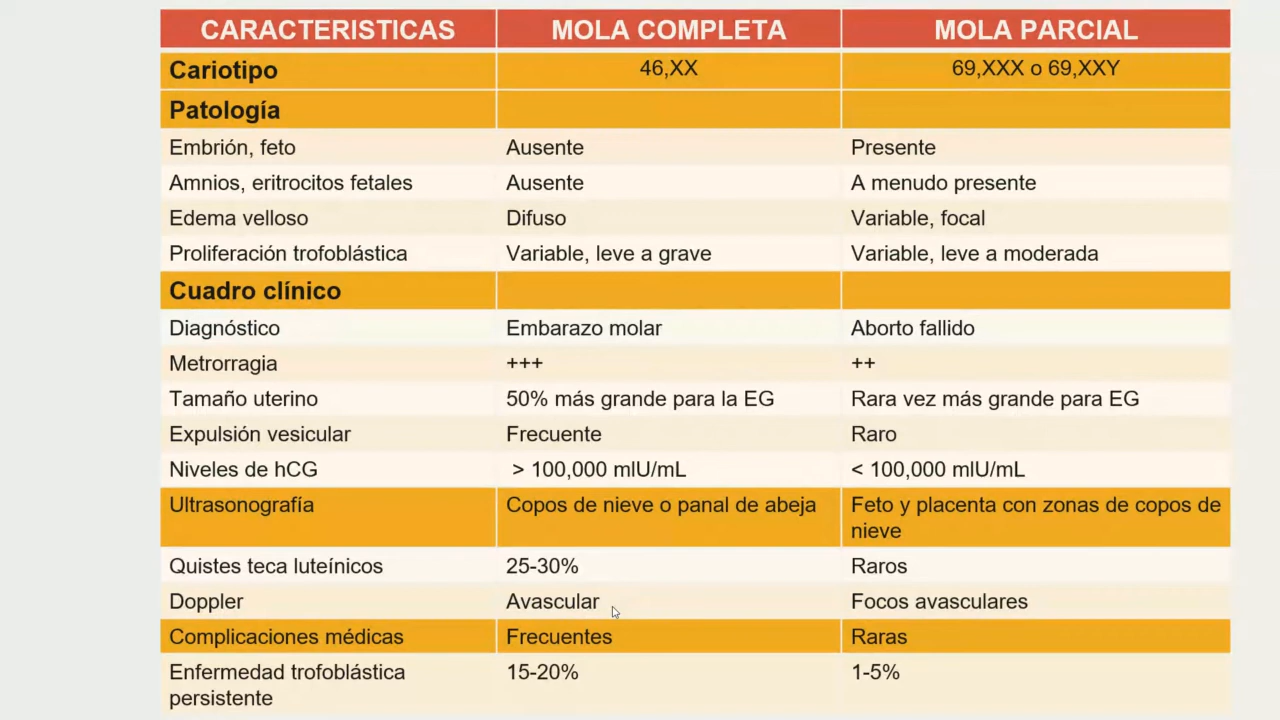 CARACTERISTICAS MOLA COMPLETA MOLA PARCIAL
Cariotipo 46,XX 69,XXX o 69,XXY
Patología
Embrión, feto Ausente Presente
Amnios, eritrocitos fetales Ausente A menudo presente
Edema velloso Difuso Variable, focal
Proliferación trofoblástica Variable, leve a grave Variable, leve a moderada
Cuadro clínico
Diagnóstico Embarazo molar Aborto fallido
Metrorragia +++ ++
Tamaño uterino 50% más grande para la EG Rara vez más grande para EG
Expulsión vesicular Frecuente Raro
Niveles de hCG > 100,000 mlU/mL < 100,000 mlU/mL
Ultrasonografía Copos de nieve o panal de abeja Feto y placenta con zonas de copos de
nieve
Quistes teca luteínicos 25-30% Raros
Doppler Avascular Focos avasculares
Complicaciones médicas Frecuentes Raras
Enfermedad trofoblástica 15-20% 1-5%
persistente